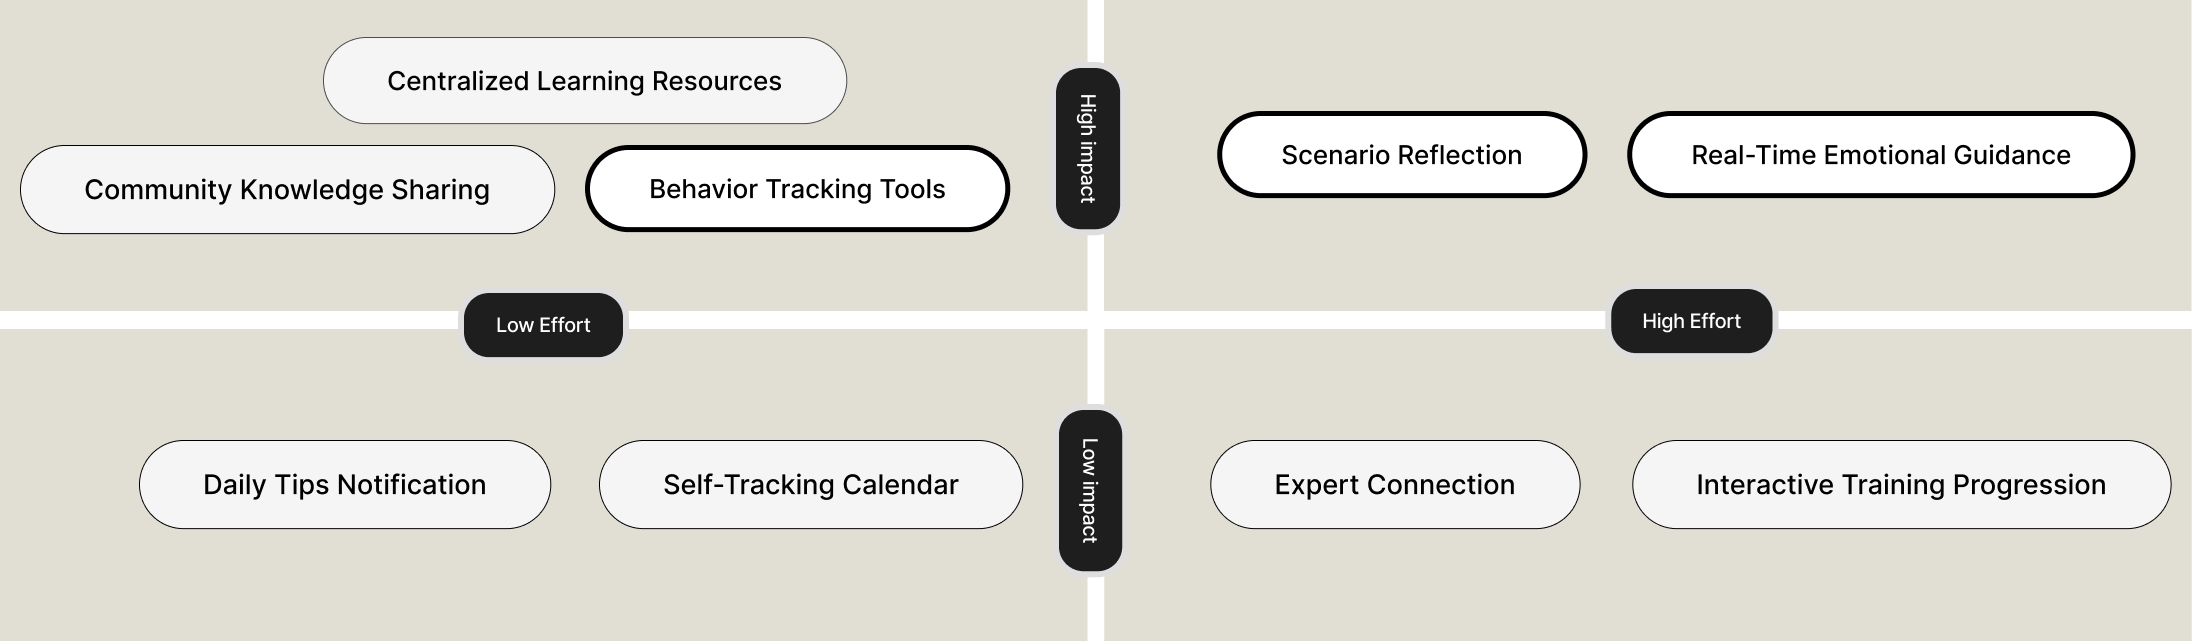 Centralized Learning Resources
Community Knowledge Sharing
Behavior Tracking Tools
High impact
Scenario Reflection
Real-Time Emotional Guidance
Low Effort
High Effort
Daily Tips Notification
Self-Tracking Calendar
Low impact
Expert Connection
Interactive Training Progression